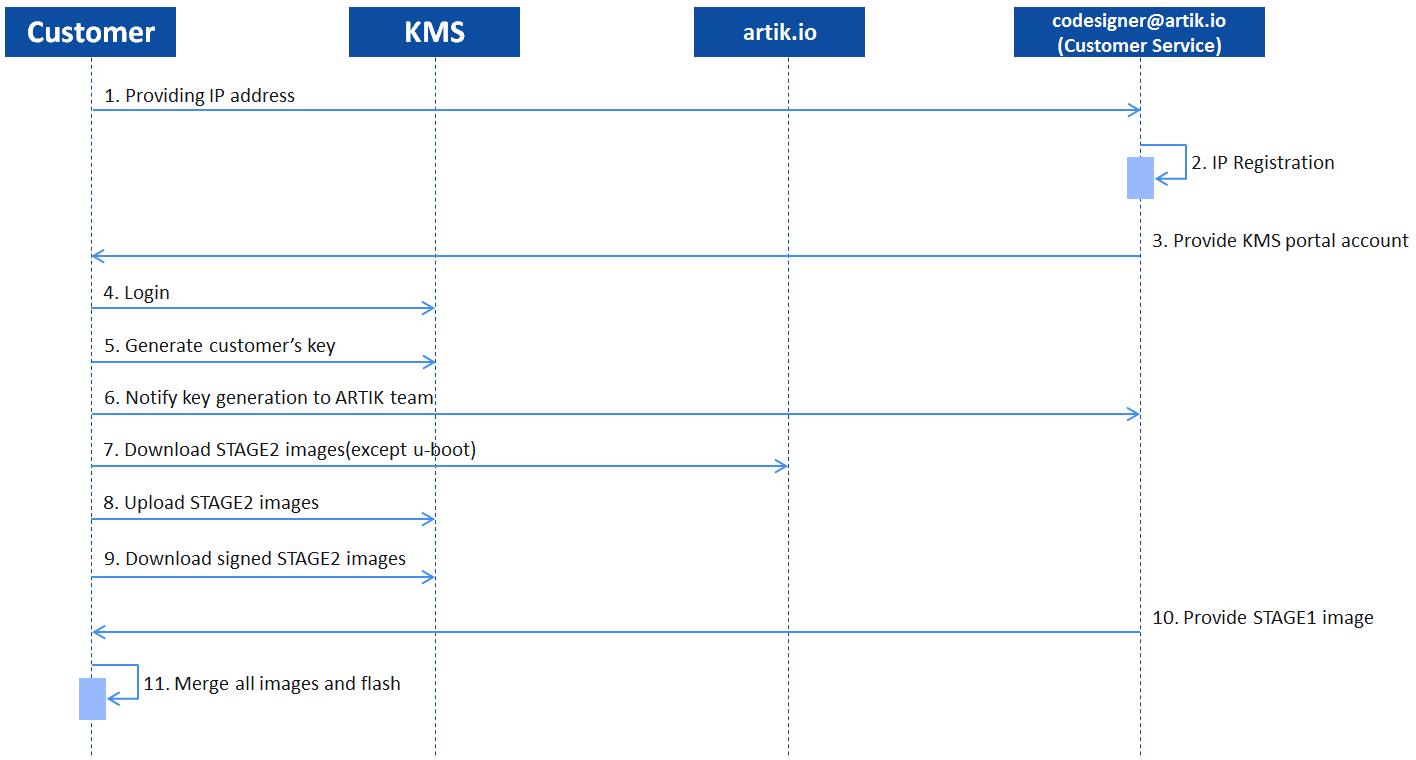 Customer
KMS
artik.io
codesigner@artik.io
(Customer Service)
1. Providing IP address
2. IP Registration
3. Provide KMS portal account
4. Login
5. Generate customer’s key
6. Notify key generation to ARTIK team
7. Download STAGE2 images(except u-boot)
8. Upload STAGE2 images
9. Download signed STAGE2 images
10. Provide STAGE1 image
11. Merge all images and flash